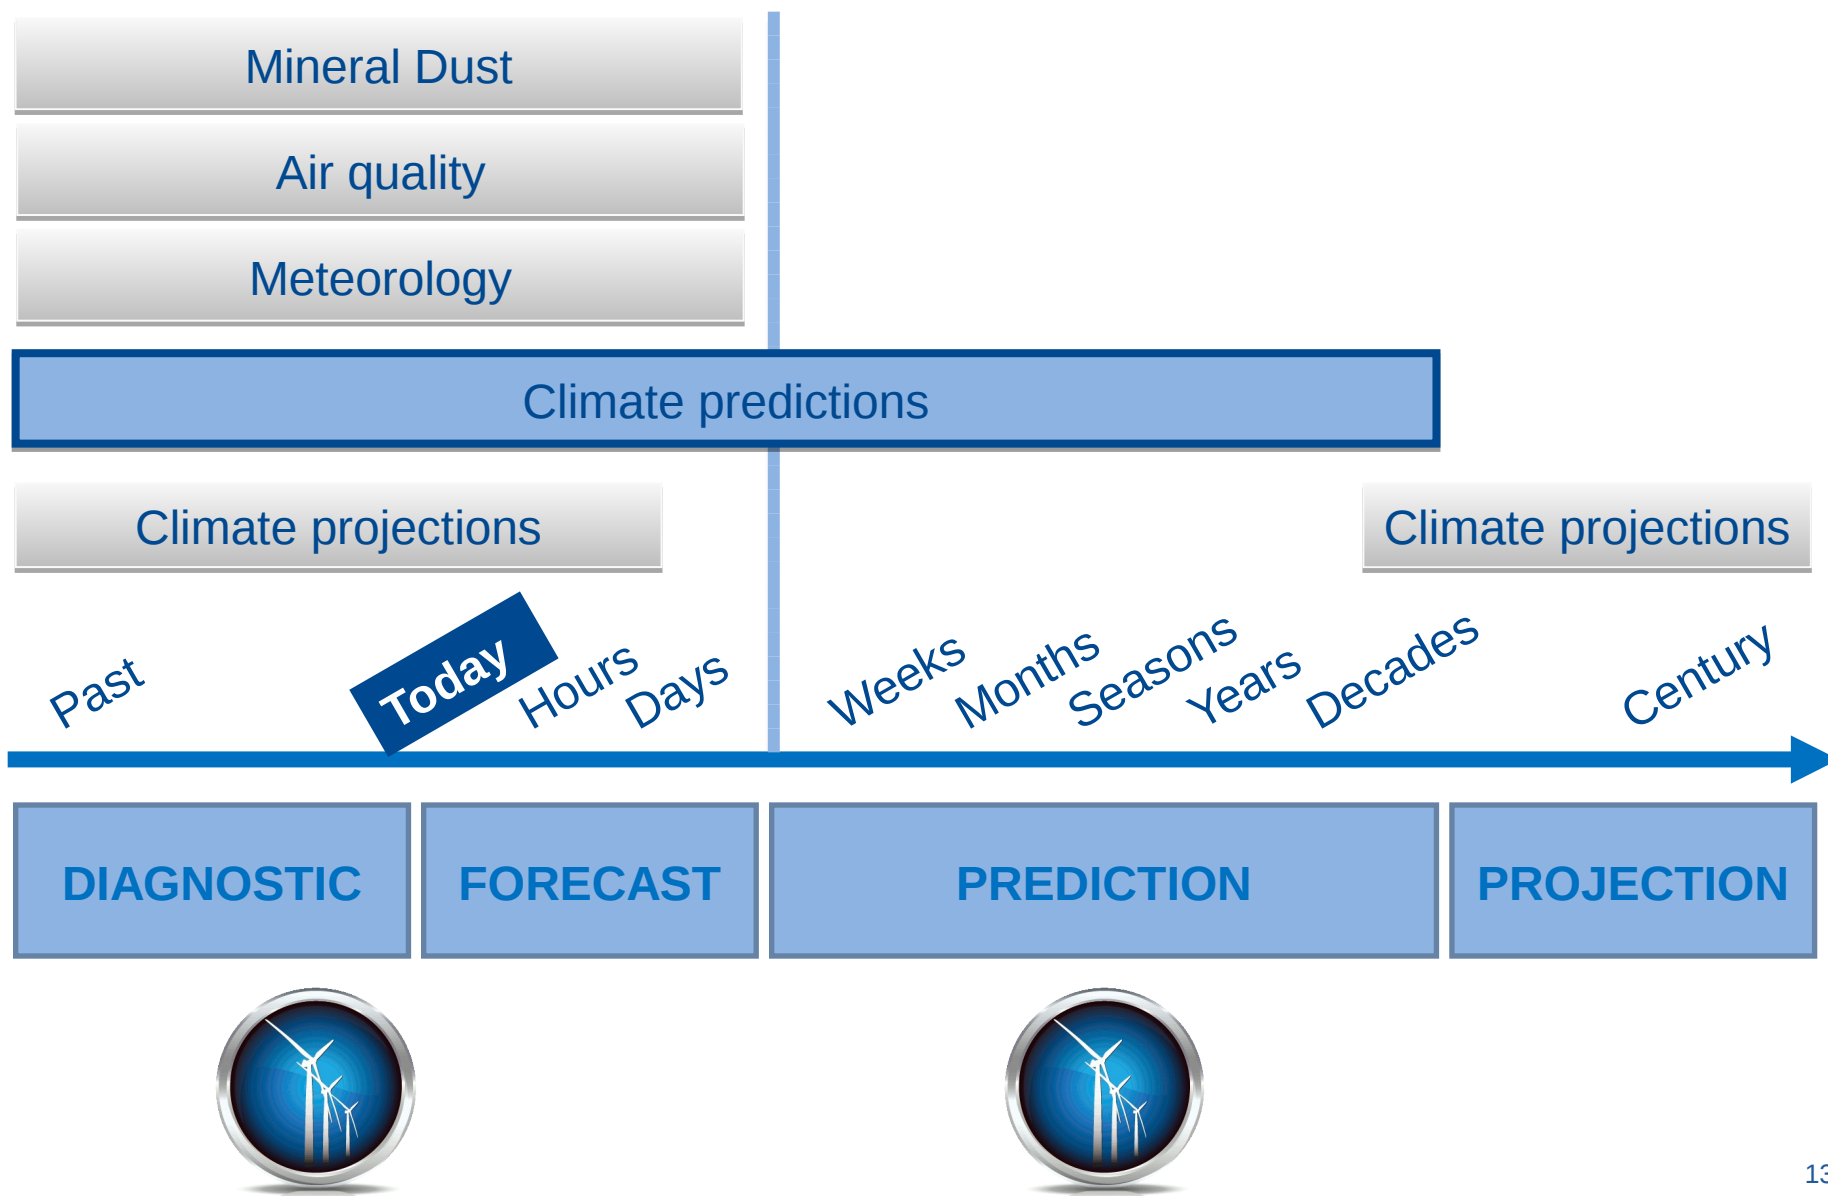 Mineral Dust
Air quality
Meteorology
Climate predictions
Climate projections
Climate projections
Past
Today
Hours
Days
Weeks
Months
Seasons
Years
Decades
Century
DIAGNOSTIC
FORECAST
PREDICTION
PROJECTION
13